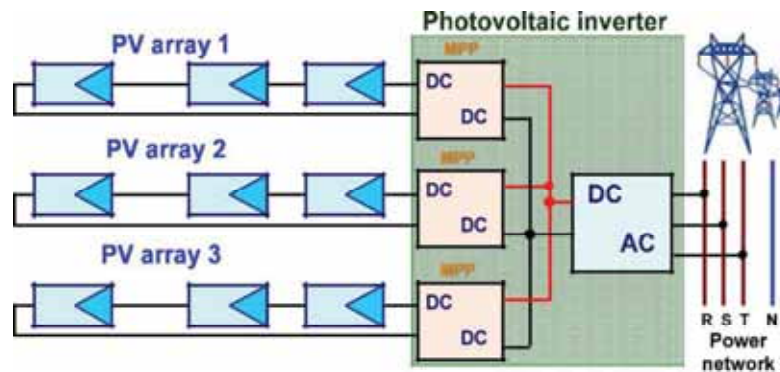 Photovoltaic inverter
PV array 1
MPP
DC
DC
PV array 2
MPP
DC
DC
DC
AC
PV array 3
MPP
DC
DC
R S T N
Power
network